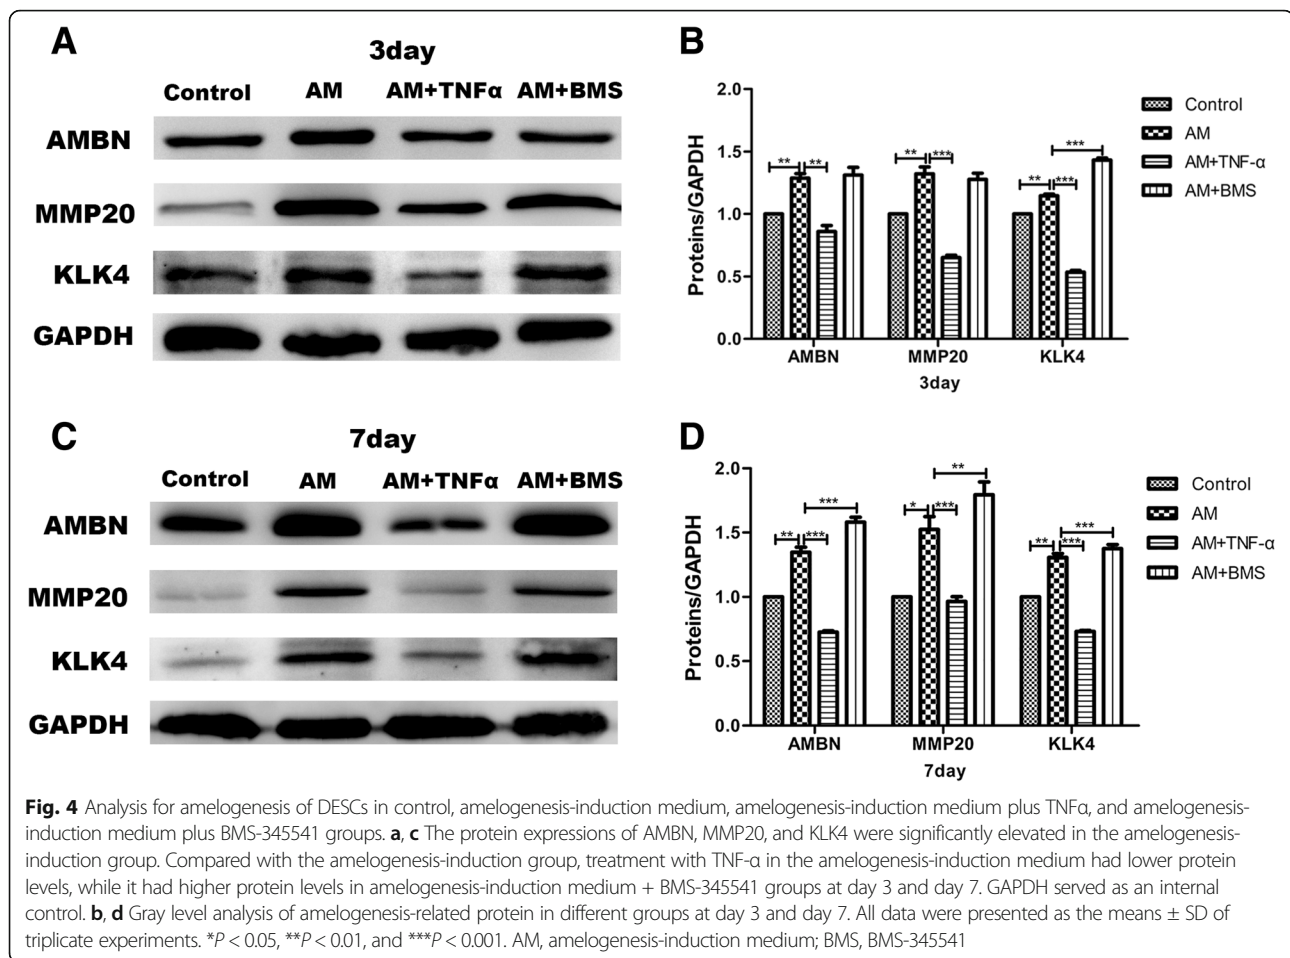 A
3day
Control AM AM+TNFα AM+BMS
AMBN
MMP20
KLK4
GAPDH
B
2.0
1.5
1.0
0.5
0.0
Proteins/GAPDH
** ** ** *** ** *** ***
AMBN MMP20 KLK4
3day
Control
AM
AM+TNF-α
AM+BMS
C
7day
Control AM AM+TNFα AM+BMS
AMBN
MMP20
KLK4
GAPDH
D
2.0
1.5
1.0
0.5
0.0
Proteins/GAPDH
** *** *** * *** ** ** *** ***
AMBN MMP20 KLK4
7day
Control
AM
AM+TNF-α
AM+BMS
Fig. 4 Analysis for amelogenesis of DESCs in control, amelogenesis-induction medium, amelogenesis-induction medium plus TNFα, and amelogenesis-
induction medium plus BMS-345541 groups. a, c The protein expressions of AMBN, MMP20, and KLK4 were significantly elevated in the amelogenesis-
induction group. Compared with the amelogenesis-induction group, treatment with TNF-α in the amelogenesis-induction medium had lower protein
levels, while it had higher protein levels in amelogenesis-induction medium + BMS-345541 groups at day 3 and day 7. GAPDH served as an internal
control. b, d Gray level analysis of amelogenesis-related protein in different groups at day 3 and day 7. All data were presented as the means ± SD of
triplicate experiments. *P < 0.05, **P < 0.01, and ***P < 0.001. AM, amelogenesis-induction medium; BMS, BMS-345541